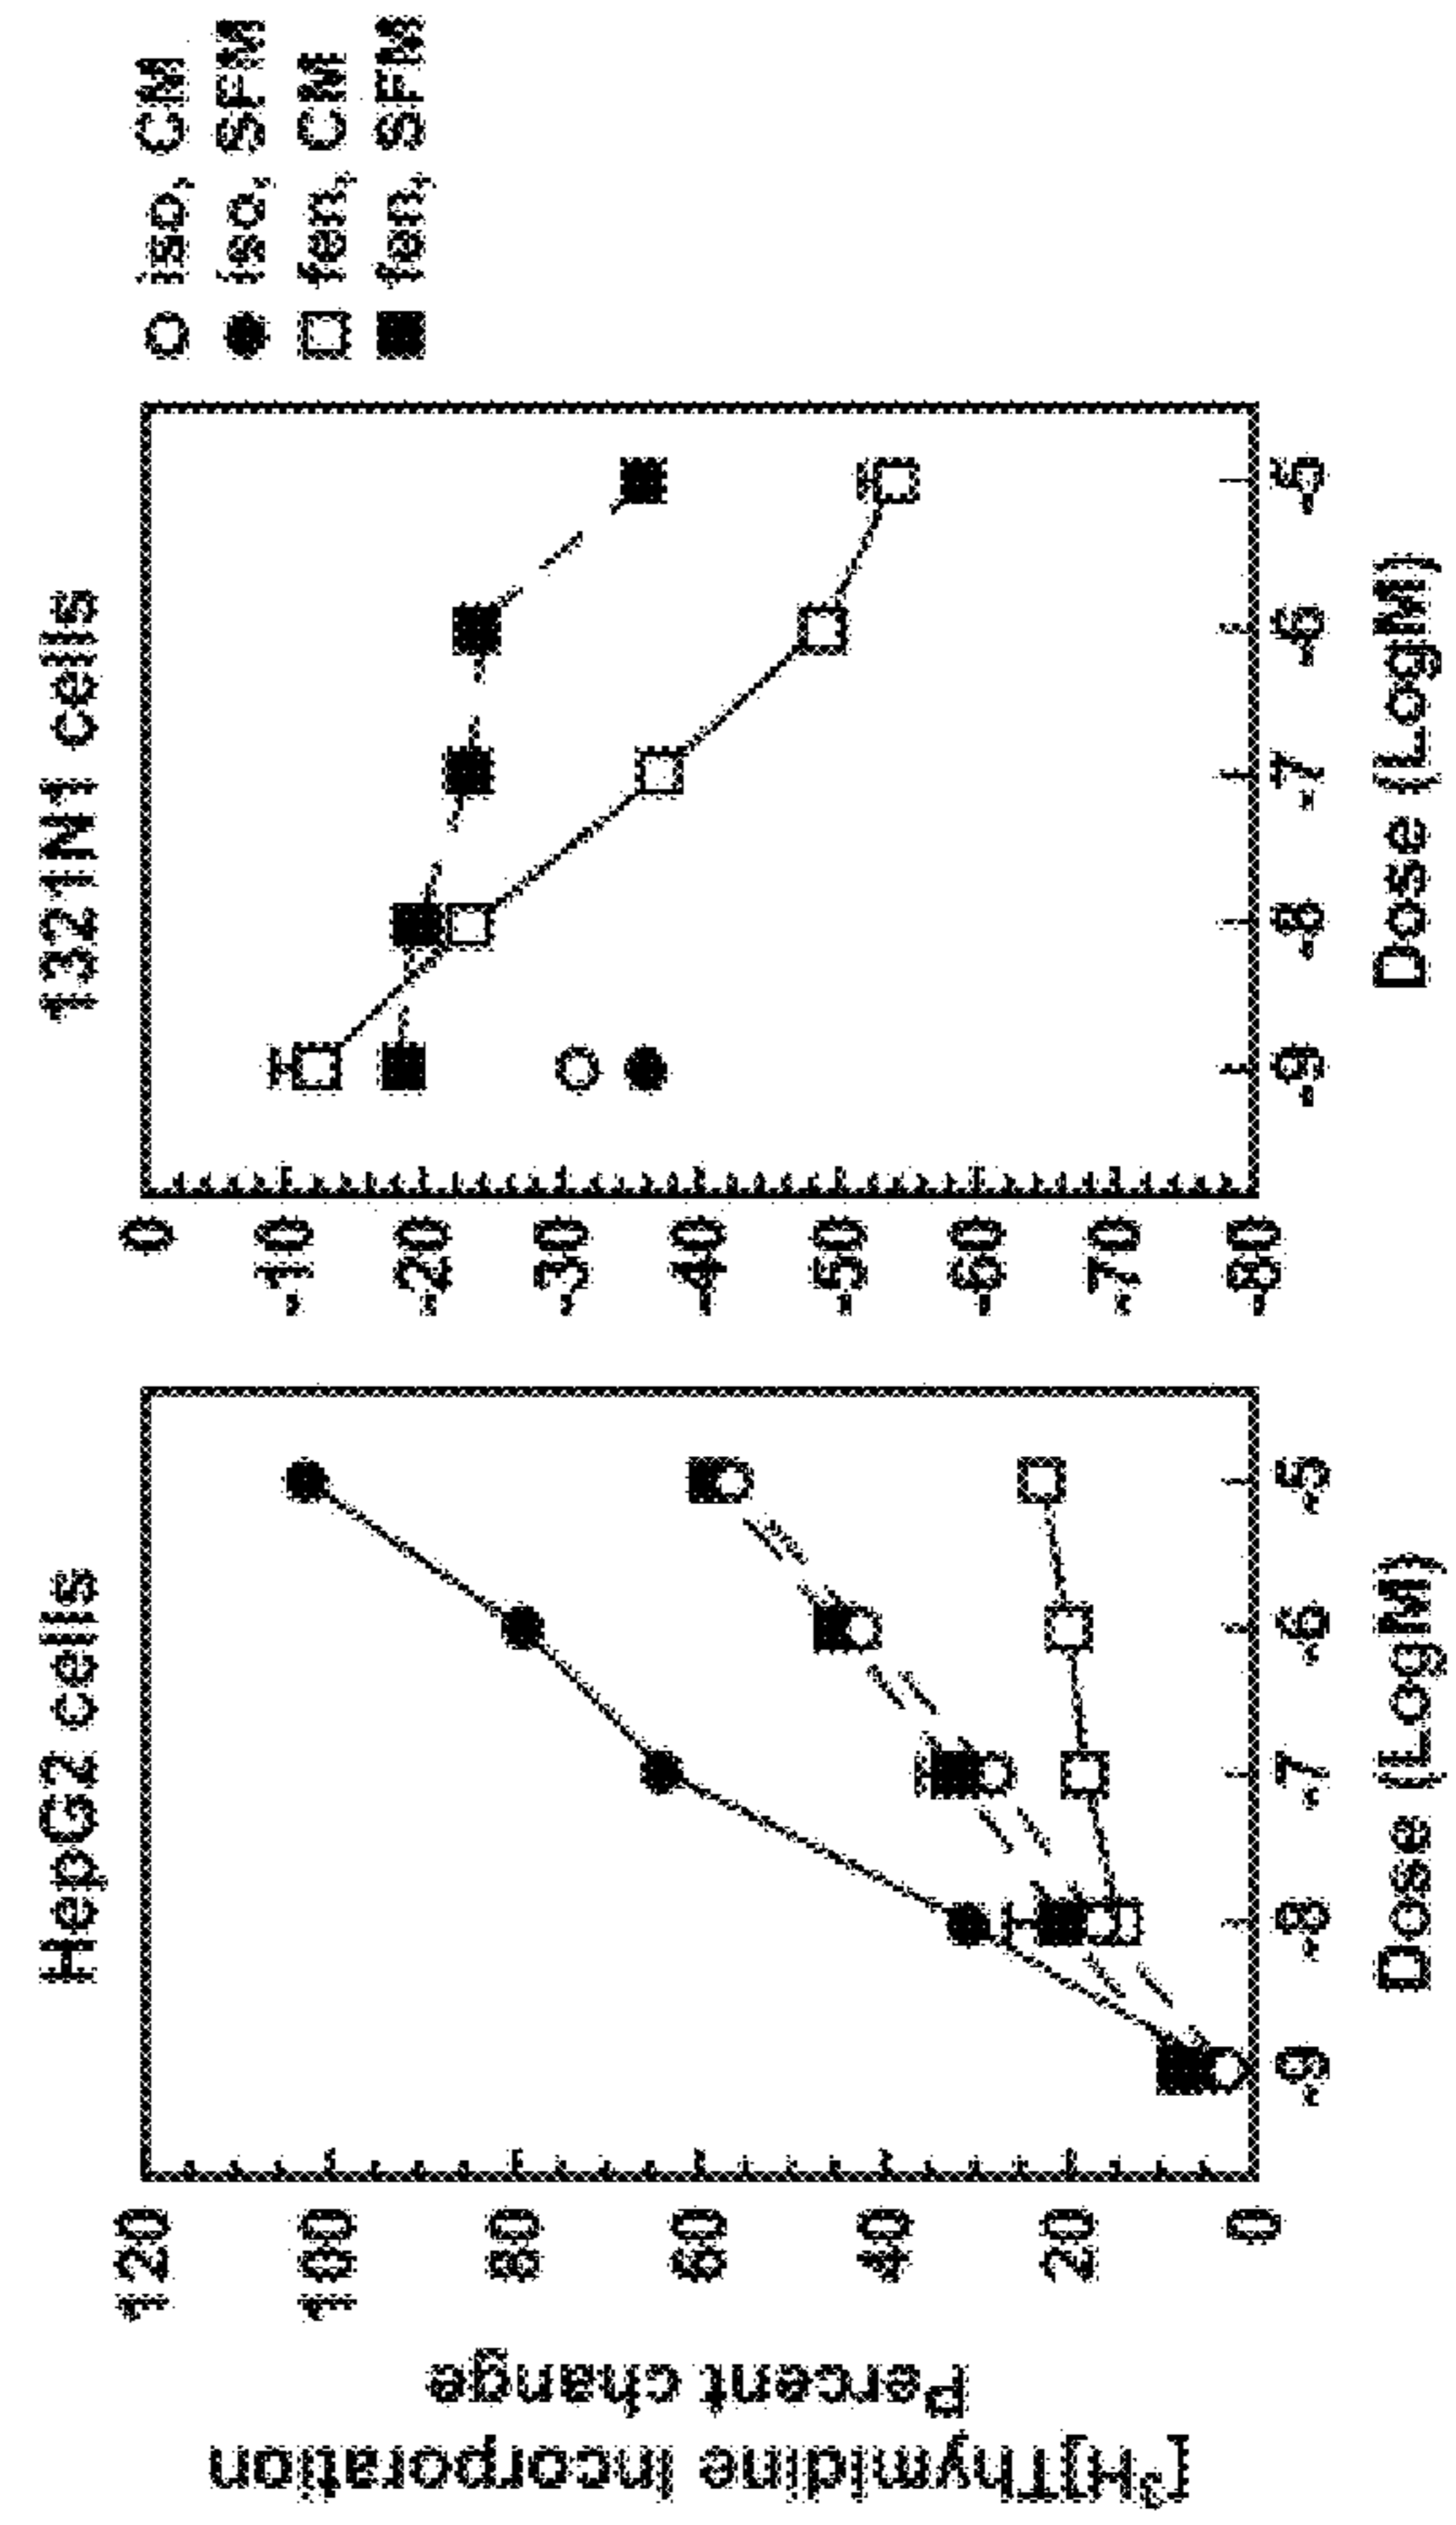 HepG2 cells
1321N1 cells
[³H]Thymidine incorporation
Percent change
120
100
80
60
40
20
0
-9
-8
-7
-6
-5
Dose (LogM)
0
-10
-20
-30
-40
-50
-60
-70
-80
-9
-8
-7
-6
-5
Dose (LogM)
iso, CM
iso, SFM
fen, CM
fen, SFM